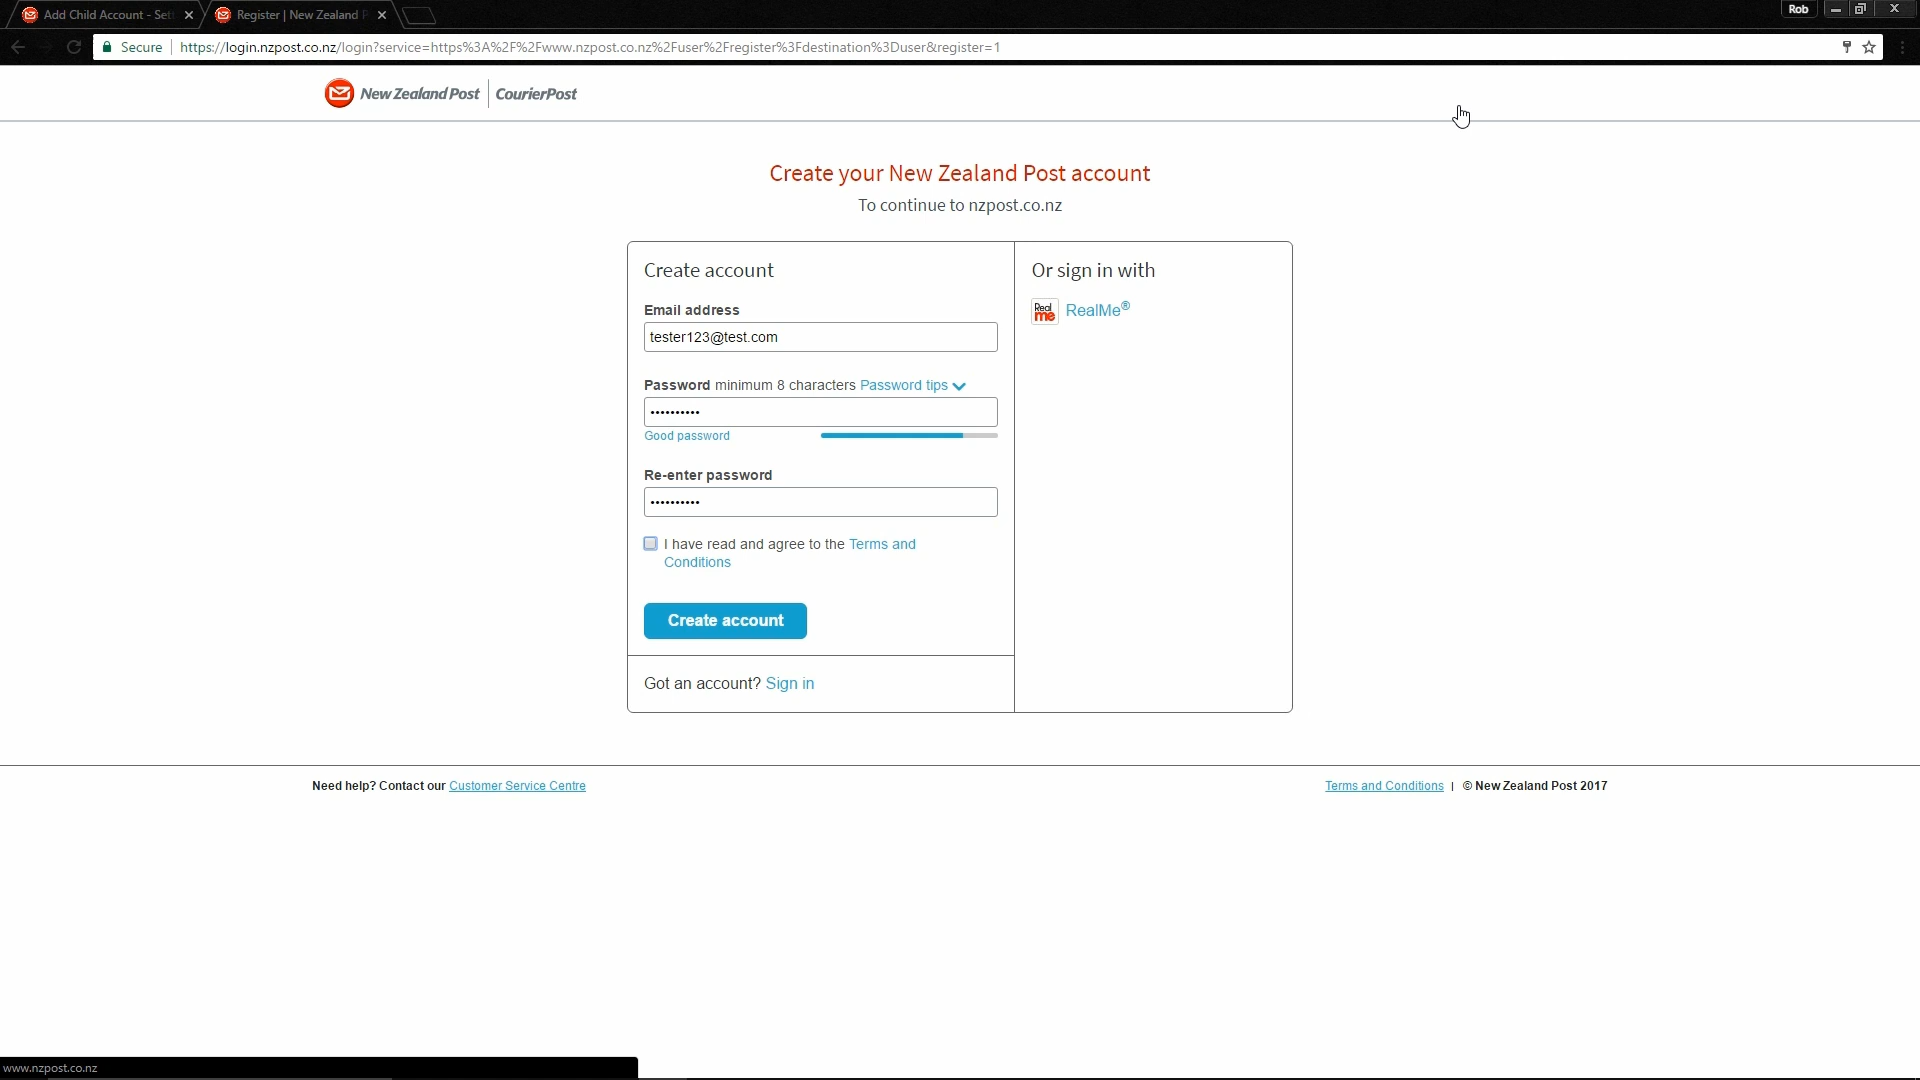 Add Child Account - Set
Register | New Zealand P
Rob
Secure
https://login.nzpost.co.nz/login?service=https%3A%2F%2Fwww.nzpost.co.nz%2Fuser%2Fregister%3Fdestination%3Duser&register=1
New Zealand Post | CourierPost
Create your New Zealand Post account
To continue to nzpost.co.nz
Create account
Email address
tester123@test.com
Password minimum 8 characters Password tips
••••••••••
Good password
Re-enter password
••••••••••
I have read and agree to the Terms and
Conditions
Create account
Got an account? Sign in
Or sign in with
Real
me
RealMe®
Need help? Contact our Customer Service Centre
Terms and Conditions | © New Zealand Post 2017
www.nzpost.co.nz